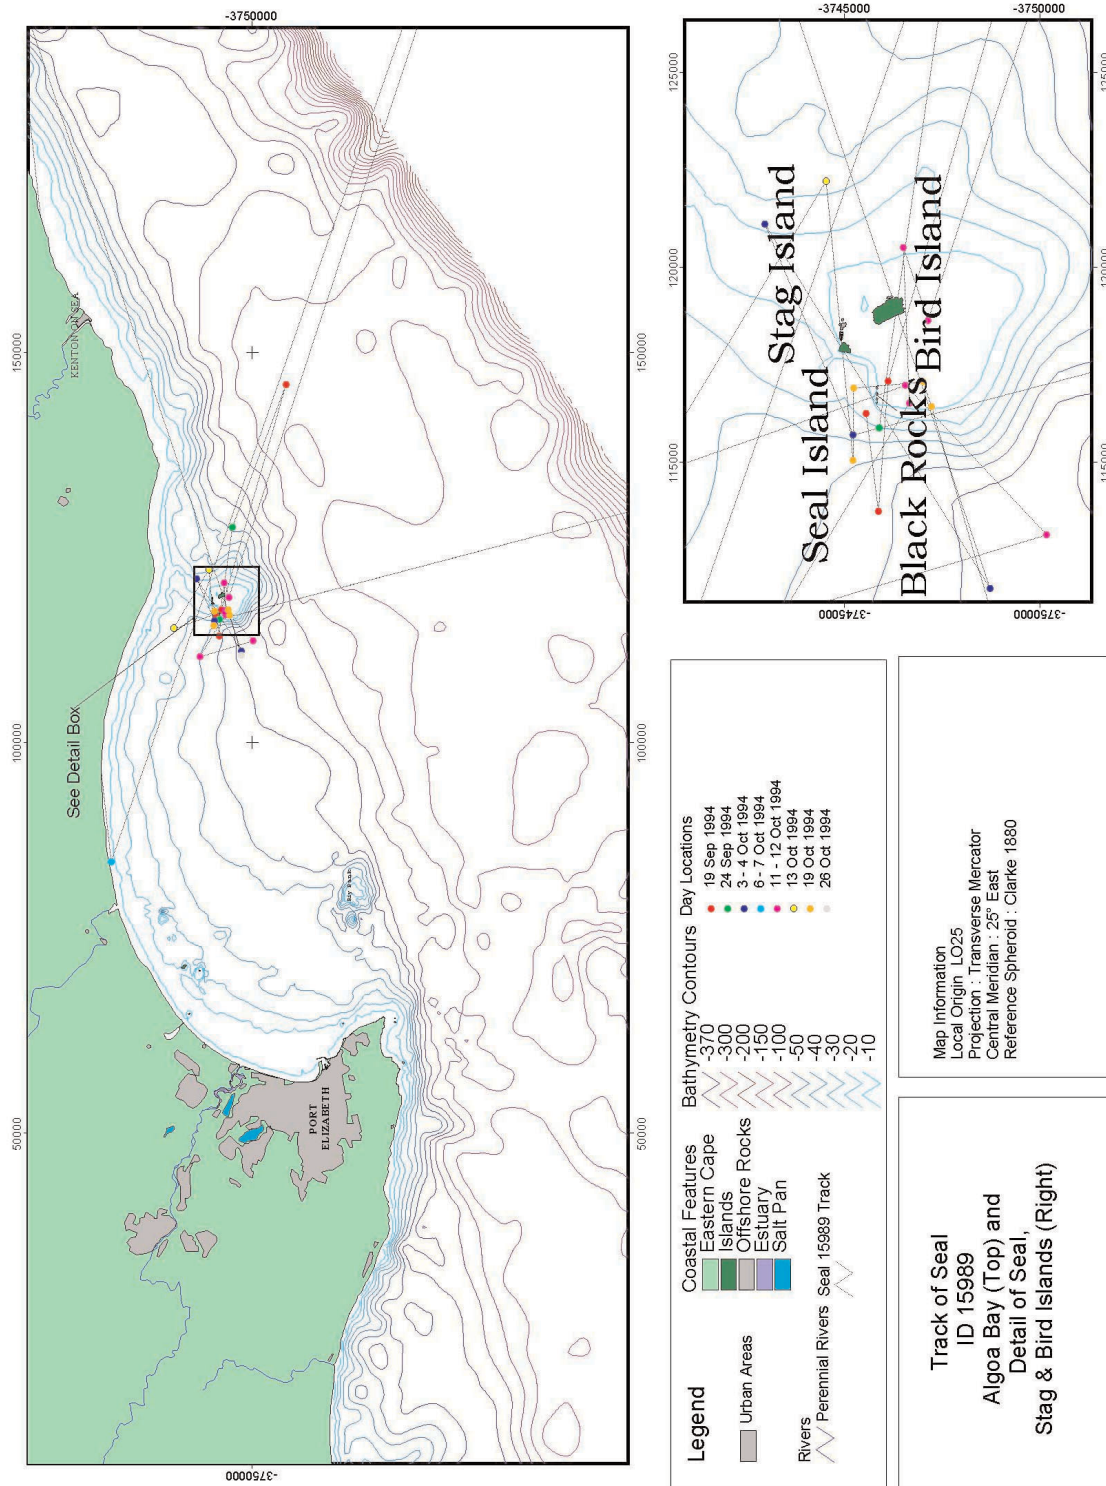 -3750000
-3750000
150000
100000
50000
150000
100000
50000
See Detail Box
KENTON ON SEA
PORT
ELIZABETH
-3745000
-3750000
125000
120000
115000
125000
120000
115000
-3745000
-3750000
Stag Island
Seal Island
Bird Island
Black Rocks
Legend
Urban Areas
Rivers
Perennial Rivers
Coastal Features
Eastern Cape
Islands
Offshore Rocks
Estuary
Salt Pan
Seal 15989 Track
Bathymetry Contours
-370
-300
-200
-150
-100
-50
-40
-30
-20
-10
Day Locations
19 Sep 1994
24 Sep 1994
3 - 4 Oct 1994
6 - 7 Oct 1994
11 - 12 Oct 1994
13 Oct 1994
19 Oct 1994
26 Oct 1994
Track of Seal
ID 15989
Algoa Bay (Top) and
Detail of Seal,
Stag & Bird Islands (Right)
Map Information
Local Origin LO25
Projection : Transverse Mercator
Central Meridian : 25° East
Reference Spheroid : Clarke 1880